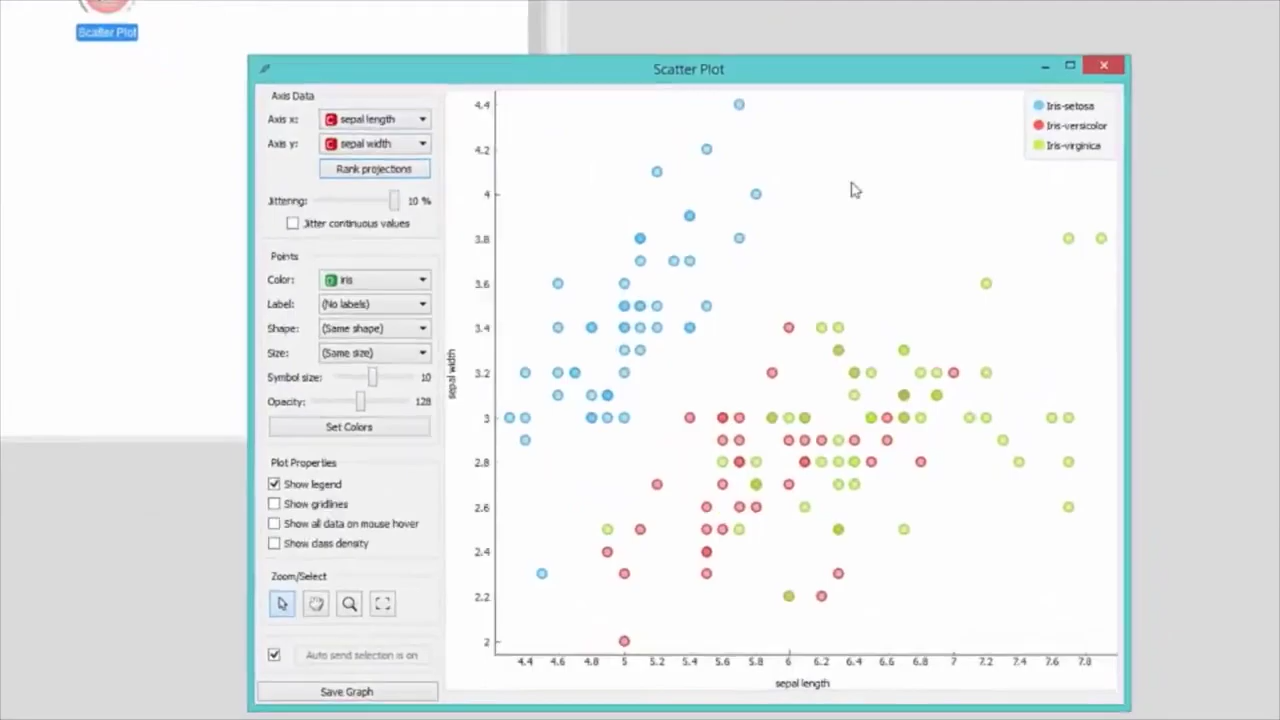 Scatter Plot
Scatter Plot
Axis Data
Axis x: sepal length
Axis y: sepal width
Rank projections
Jittering: 10 %
Jitter continuous values
Points
Color: iris
Label: (No labels)
Shape: (Same shape)
Size: (Same size)
Symbol size: 10
Opacity: 128
Set Colors
Plot Properties
Show legend
Show gridlines
Show all data on mouse hover
Show class density
Zoom/Select
Auto send selection is on
Save Graph
4.4
4.2
4
3.8
3.6
3.4
3.2
3
2.8
2.6
2.4
2.2
2
sepal width
4.4 4.6 4.8 5 5.2 5.4 5.6 5.8 6 6.2 6.4 6.6 6.8 7 7.2 7.4 7.6 7.8
sepal length
Iris-setosa
Iris-versicolor
Iris-virginica